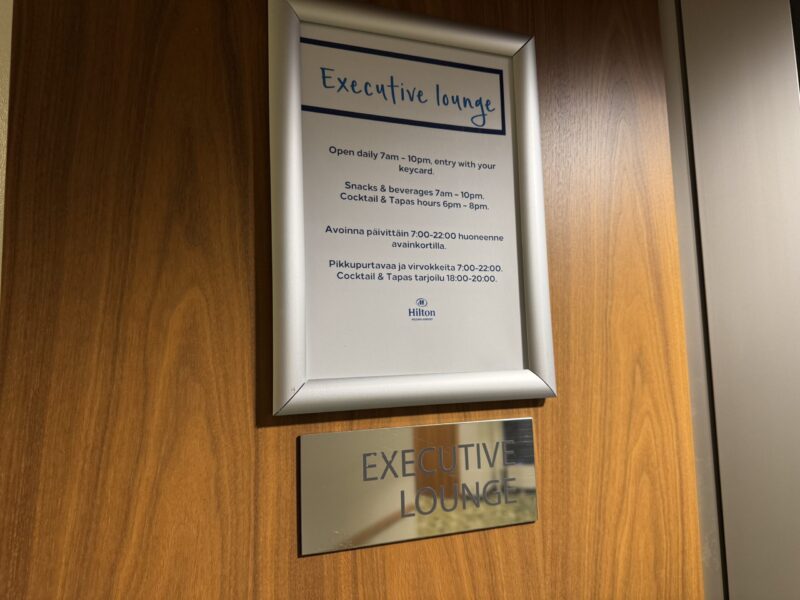 Executive lounge
Open daily 7am - 10pm, entry with your
keycard.
Snacks & beverages 7am - 10pm.
Cocktail & Tapas hours 6pm - 8pm.
Avoinna päivittäin 7:00-22:00 huoneenne
avainkortilla.
Pikkupurtavaa ja virvokkeita 7:00-22:00.
Cocktail & Tapas tarjoilu 18:00-20:00.
Hilton
EXECUTIVE
LOUNGE